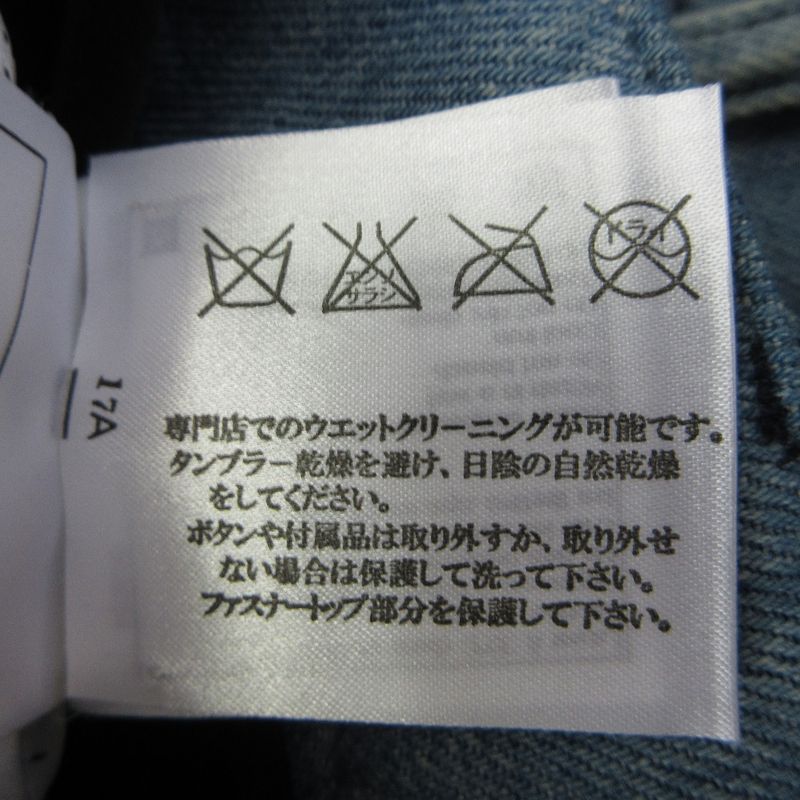 エンソ
サラシ
ドライ
17A
専門店でのウエットクリーニングが可能です。
タンブラー乾燥を避け、日陰の自然乾燥
をしてください。
ボタンや付属品は取り外すか、取り外せ
ない場合は保護して洗って下さい。
ファスナートップ部分を保護して下さい。